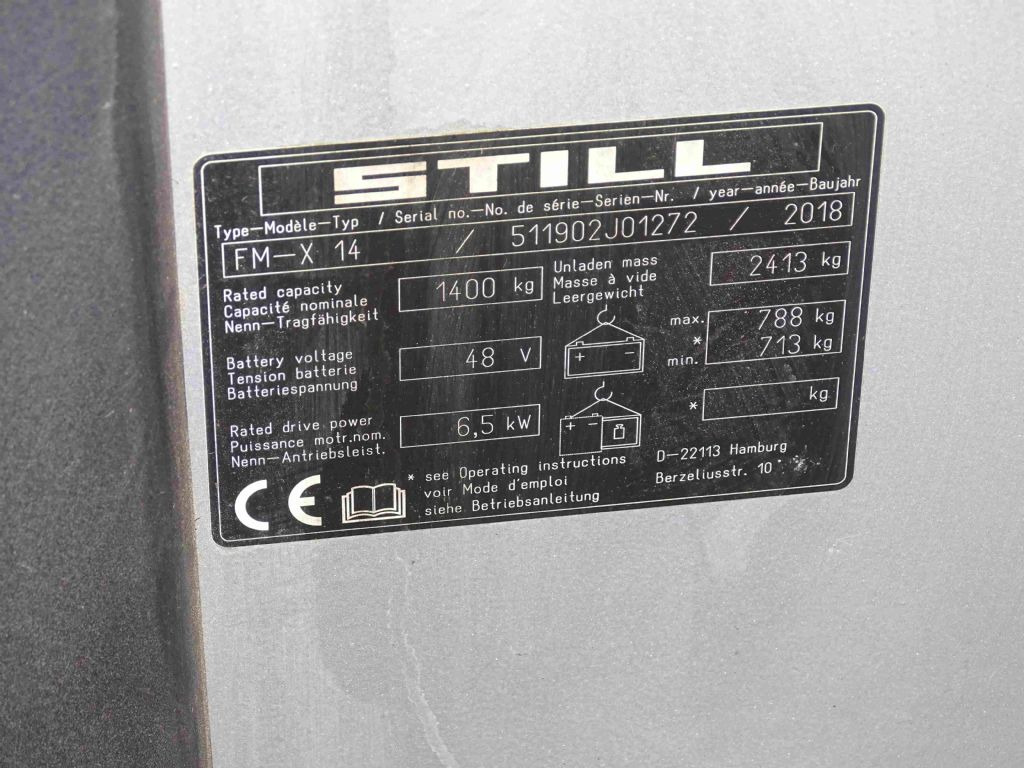 STILL
Type-Modèle-Typ / Serial no.-No. de série-Serien-Nr. / year-année-Baujahr
FM-X 14 / 511902J01272 / 2018
Rated capacity
Capacité nominale
Nenn-Tragfähigkeit
1400 kg
Unladen mass
Masse à vide
Leergewicht
2413 kg
Battery voltage
Tension batterie
Batteriespannung
48 V
+ -
max. 788 kg
*
min. 713 kg
Rated drive power
Puissance motr.nom.
Nenn-Antriebsleist.
6,5 kW
+ -
* kg
CE
* see Operating instructions
voir Mode d'emploi
siehe Betriebsanleitung
D-22113 Hamburg
Berzeliusstr. 10